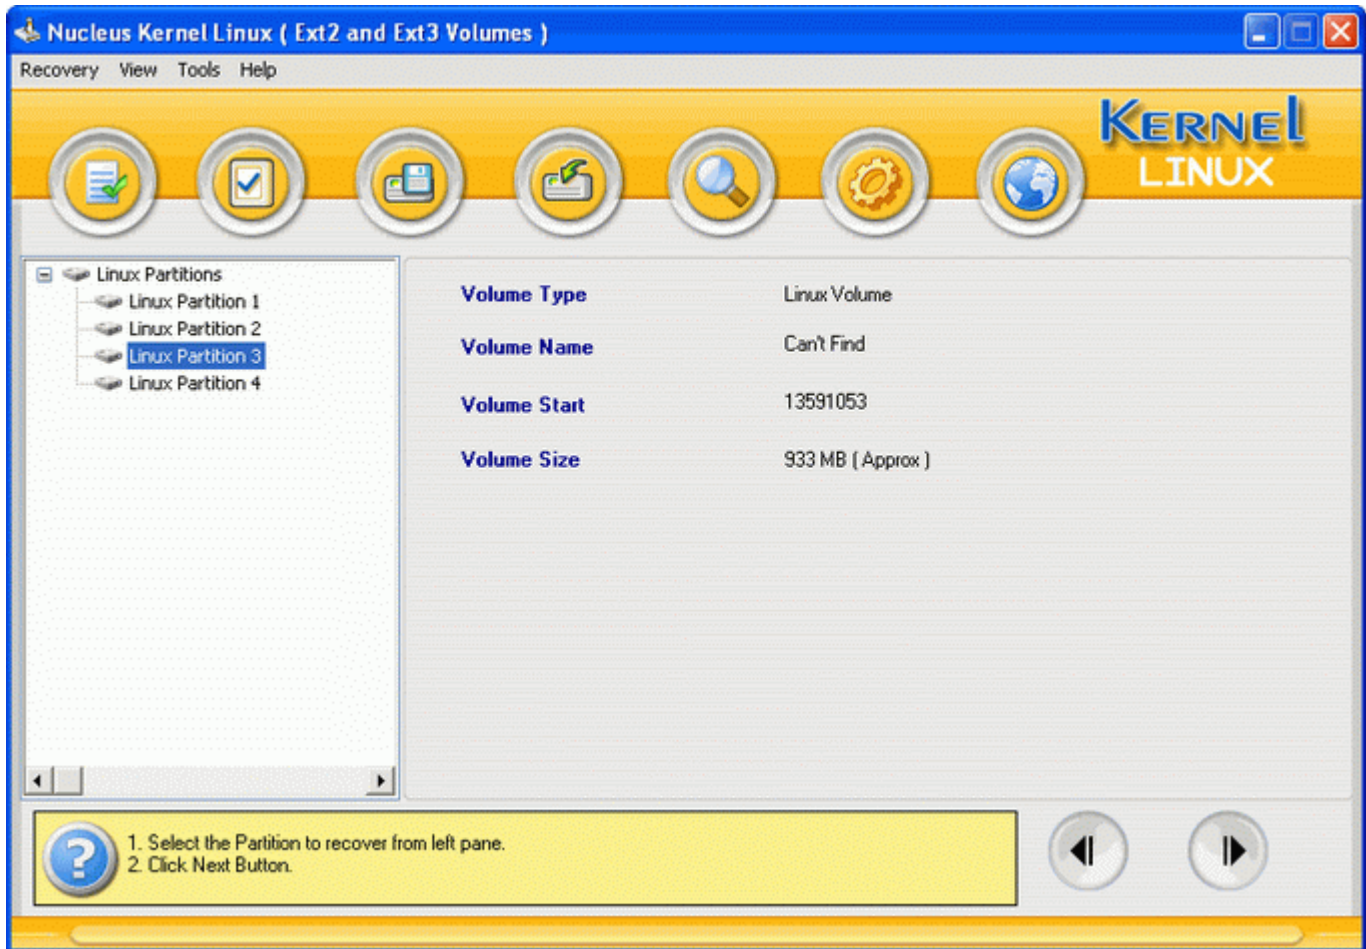 Nucleus Kernel Linux ( Ext2 and Ext3 Volumes )
Recovery View Tools Help
KERNEL
LINUX
Linux Partitions
Linux Partition 1
Linux Partition 2
Linux Partition 3
Linux Partition 4
Volume Type Linux Volume
Volume Name Can't Find
Volume Start 13591053
Volume Size 933 MB ( Approx )
1. Select the Partition to recover from left pane.
2. Click Next Button.